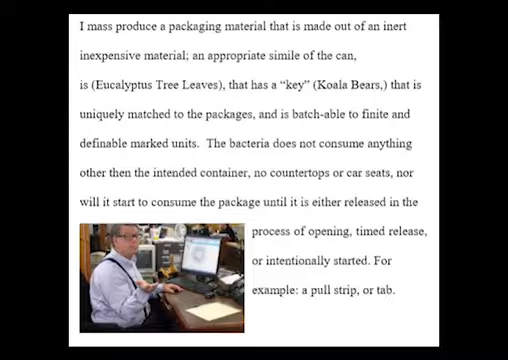 I mass produce a packaging material that is made out of an inert
inexpensive material; an appropriate simile of the can,
is (Eucalyptus Tree Leaves), that has a “key” (Koala Bears,) that is
uniquely matched to the packages, and is batch-able to finite and
definable marked units.  The bacteria does not consume anything
other then the intended container, no countertops or car seats, nor
will it start to consume the package until it is either released in the
process of opening, timed release,
or intentionally started. For
example: a pull strip, or tab.